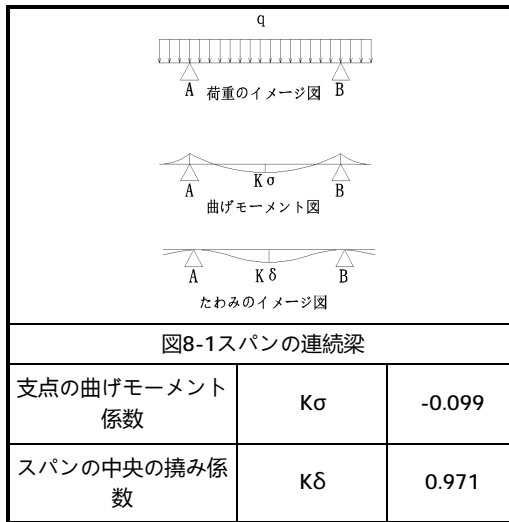 q
A 荷重のイメージ図 B
Kσ
A B
曲げモーメント図
A Kδ B
たわみのイメージ図
図8-1スパンの連続梁
支点の曲げモーメント
係数
Kσ
-0.099
スパンの中央の撓み係
数
Kδ
0.971